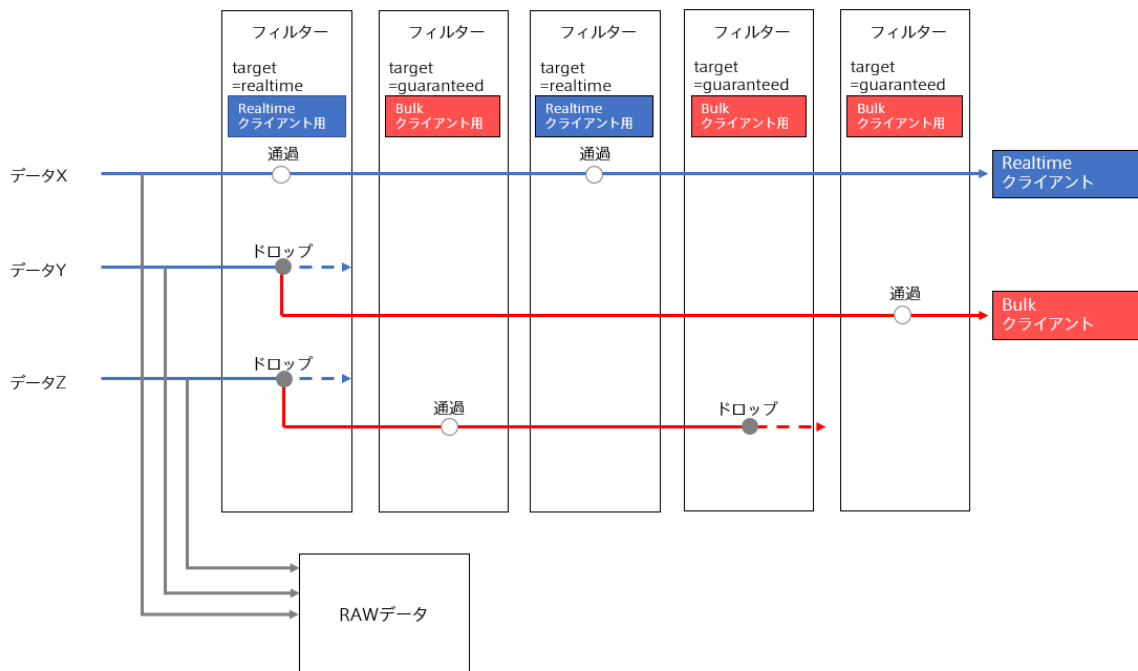 フィルター
target
=realtime
Realtime
クライアント用
フィルター
target
=guaranteed
Bulk
クライアント用
フィルター
target
=realtime
Realtime
クライアント用
フィルター
target
=guaranteed
Bulk
クライアント用
フィルター
target
=guaranteed
Bulk
クライアント用
データX
通過
通過
Realtime
クライアント
データY
ドロップ
通過
Bulk
クライアント
データZ
ドロップ
通過
ドロップ
RAWデータ